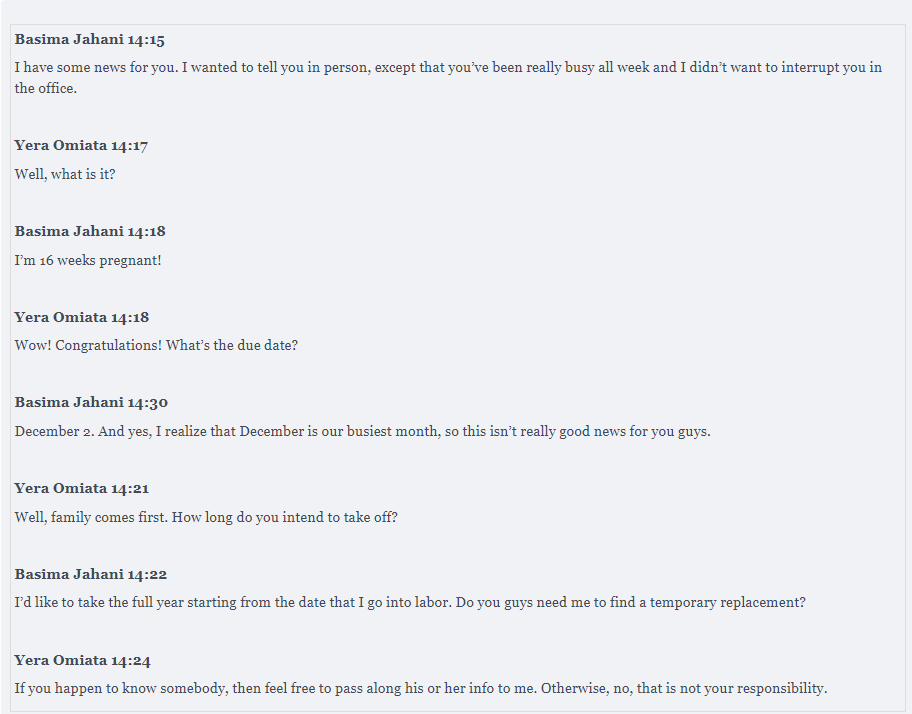 Basima Jahani 14:15
I have some news for you. I wanted to tell you in person, except that you’ve been really busy all week and I didn’t want to interrupt you in
the office.
Yera Omiata 14:17
Well, what is it?
Basima Jahani 14:18
I’m 16 weeks pregnant!
Yera Omiata 14:18
Wow! Congratulations! What’s the due date?
Basima Jahani 14:30
December 2. And yes, I realize that December is our busiest month, so this isn’t really good news for you guys.
Yera Omiata 14:21
Well, family comes first. How long do you intend to take off?
Basima Jahani 14:22
I’d like to take the full year starting from the date that I go into labor. Do you guys need me to find a temporary replacement?
Yera Omiata 14:24
If you happen to know somebody, then feel free to pass along his or her info to me. Otherwise, no, that is not your responsibility.